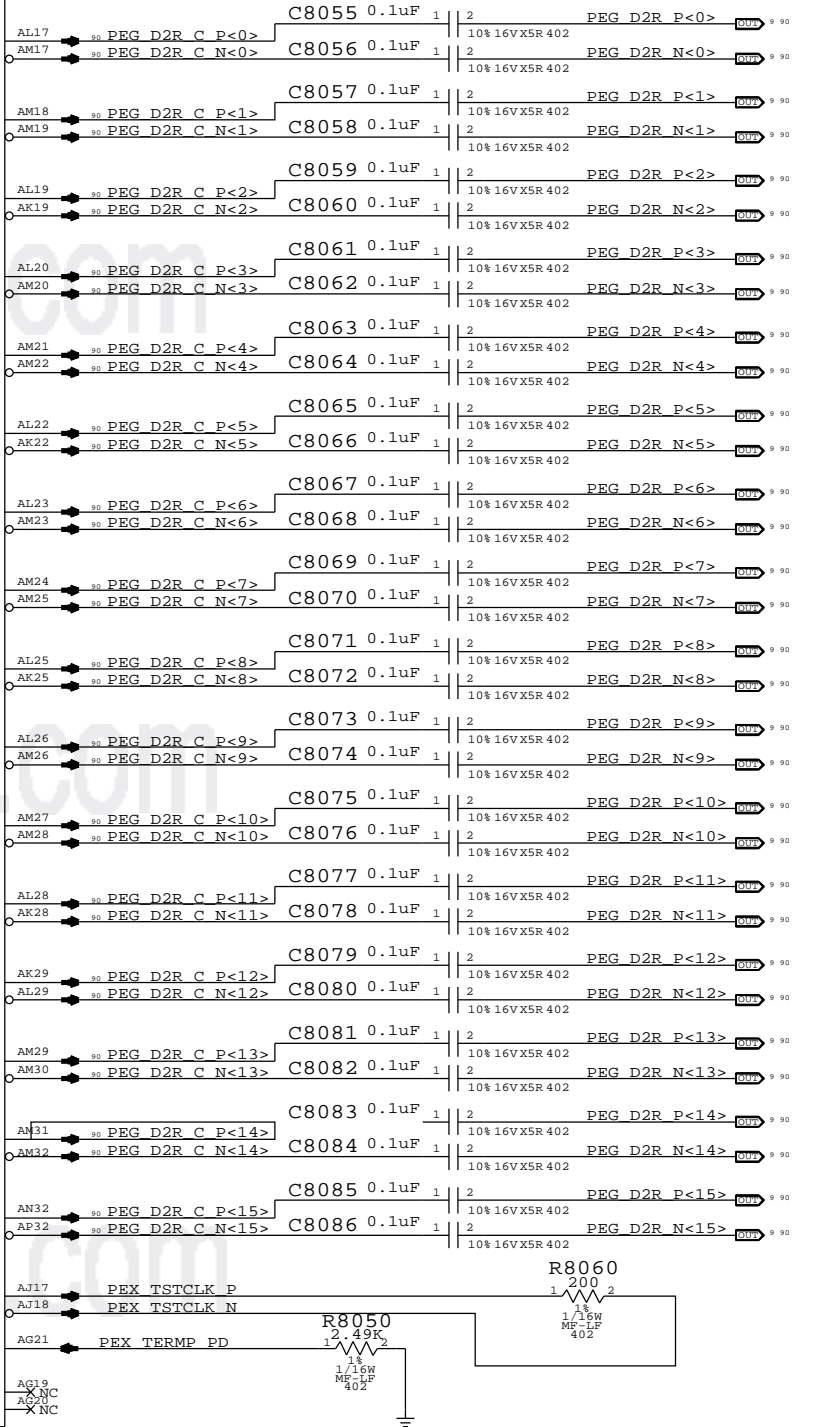 C8055 0.1uF 1 2 PEG_D2R_P<0> OUT 9 90
AL17 90 PEG_D2R_C_P<0> 10% 16V X5R 402
AM17 90 PEG_D2R_C_N<0> C8056 0.1uF 1 2 PEG_D2R_N<0> OUT 9 90
10% 16V X5R 402
C8057 0.1uF 1 2 PEG_D2R_P<1> OUT 9 90
AM18 90 PEG_D2R_C_P<1> 10% 16V X5R 402
AM19 90 PEG_D2R_C_N<1> C8058 0.1uF 1 2 PEG_D2R_N<1> OUT 9 90
10% 16V X5R 402
C8059 0.1uF 1 2 PEG_D2R_P<2> OUT 9 90
AL19 90 PEG_D2R_C_P<2> 10% 16V X5R 402
AK19 90 PEG_D2R_C_N<2> C8060 0.1uF 1 2 PEG_D2R_N<2> OUT 9 90
10% 16V X5R 402
C8061 0.1uF 1 2 PEG_D2R_P<3> OUT 9 90
AL20 90 PEG_D2R_C_P<3> 10% 16V X5R 402
AM20 90 PEG_D2R_C_N<3> C8062 0.1uF 1 2 PEG_D2R_N<3> OUT 9 90
10% 16V X5R 402
.com
C8063 0.1uF 1 2 PEG_D2R_P<4> OUT 9 90
AM21 90 PEG_D2R_C_P<4> 10% 16V X5R 402
AM22 90 PEG_D2R_C_N<4> C8064 0.1uF 1 2 PEG_D2R_N<4> OUT 9 90
10% 16V X5R 402
C8065 0.1uF 1 2 PEG_D2R_P<5> OUT 9 90
AL22 90 PEG_D2R_C_P<5> 10% 16V X5R 402
AK22 90 PEG_D2R_C_N<5> C8066 0.1uF 1 2 PEG_D2R_N<5> OUT 9 90
10% 16V X5R 402
C8067 0.1uF 1 2 PEG_D2R_P<6> OUT 9 90
AL23 90 PEG_D2R_C_P<6> 10% 16V X5R 402
AM23 90 PEG_D2R_C_N<6> C8068 0.1uF 1 2 PEG_D2R_N<6> OUT 9 90
10% 16V X5R 402
C8069 0.1uF 1 2 PEG_D2R_P<7> OUT 9 90
AM24 90 PEG_D2R_C_P<7> 10% 16V X5R 402
AM25 90 PEG_D2R_C_N<7> C8070 0.1uF 1 2 PEG_D2R_N<7> OUT 9 90
10% 16V X5R 402
C8071 0.1uF 1 2 PEG_D2R_P<8> OUT 9 90
AL25 90 PEG_D2R_C_P<8> 10% 16V X5R 402
AK25 90 PEG_D2R_C_N<8> C8072 0.1uF 1 2 PEG_D2R_N<8> OUT 9 90
10% 16V X5R 402
C8073 0.1uF 1 2 PEG_D2R_P<9> OUT 9 90
AL26 90 PEG_D2R_C_P<9> 10% 16V X5R 402
AM26 90 PEG_D2R_C_N<9> C8074 0.1uF 1 2 PEG_D2R_N<9> OUT 9 90
10% 16V X5R 402
.com
C8075 0.1uF 1 2 PEG_D2R_P<10> OUT 9 90
AM27 90 PEG_D2R_C_P<10> 10% 16V X5R 402
AM28 90 PEG_D2R_C_N<10> C8076 0.1uF 1 2 PEG_D2R_N<10> OUT 9 90
10% 16V X5R 402
C8077 0.1uF 1 2 PEG_D2R_P<11> OUT 9 90
AL28 90 PEG_D2R_C_P<11> 10% 16V X5R 402
AK28 90 PEG_D2R_C_N<11> C8078 0.1uF 1 2 PEG_D2R_N<11> OUT 9 90
10% 16V X5R 402
C8079 0.1uF 1 2 PEG_D2R_P<12> OUT 9 90
AK29 90 PEG_D2R_C_P<12> 10% 16V X5R 402
AL29 90 PEG_D2R_C_N<12> C8080 0.1uF 1 2 PEG_D2R_N<12> OUT 9 90
10% 16V X5R 402
C8081 0.1uF 1 2 PEG_D2R_P<13> OUT 9 90
AM29 90 PEG_D2R_C_P<13> 10% 16V X5R 402
AM30 90 PEG_D2R_C_N<13> C8082 0.1uF 1 2 PEG_D2R_N<13> OUT 9 90
10% 16V X5R 402
C8083 0.1uF 1 2 PEG_D2R_P<14> OUT 9 90
AM31 90 PEG_D2R_C_P<14> 10% 16V X5R 402
AM32 90 PEG_D2R_C_N<14> C8084 0.1uF 1 2 PEG_D2R_N<14> OUT 9 90
10% 16V X5R 402
C8085 0.1uF 1 2 PEG_D2R_P<15> OUT 9 90
AN32 90 PEG_D2R_C_P<15> 10% 16V X5R 402
AP32 90 PEG_D2R_C_N<15> C8086 0.1uF 1 2 PEG_D2R_N<15> OUT 9 90
10% 16V X5R 402
.com
R8060
AJ17 PEX_TSTCLK_P 1 200 2
AJ18 PEX_TSTCLK_N 1%
1/16W
MF-LF
402
R8050
AG21 PEX_TERMP_PD 1 2.49K 2
1%
1/16W
MF-LF
402
AG19 NC
AG20 NC